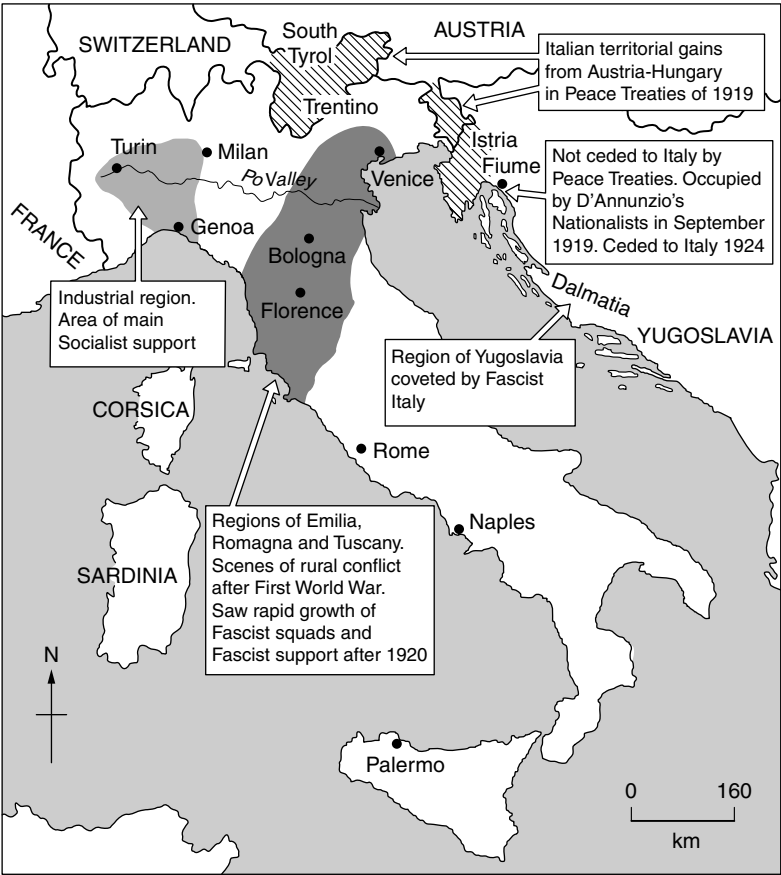 SWITZERLAND
South
Tyrol
AUSTRIA
Italian territorial gains
from Austria-Hungary
in Peace Treaties of 1919
Trentino
Turin
Milan
Po Valley
Venice
Istria
Fiume
Not ceded to Italy by
Peace Treaties. Occupied
by D'Annunzio's
Nationalists in September
1919. Ceded to Italy 1924
FRANCE
Genoa
Bologna
Florence
Industrial region.
Area of main
Socialist support
Dalmatia
YUGOSLAVIA
Region of Yugoslavia
coveted by Fascist
Italy
CORSICA
Rome
Regions of Emilia,
Romagna and Tuscany.
Scenes of rural conflict
after First World War.
Saw rapid growth of
Fascist squads and
Fascist support after 1920
Naples
SARDINIA
N
Palermo
0 160
km